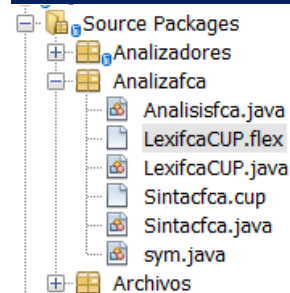 Source Packages
Analizadores
Analizafca
Analisisfca.java
LexifcaCUP.flex
LexifcaCUP.java
Sintacfca.cup
Sintacfca.java
sym.java
Archivos